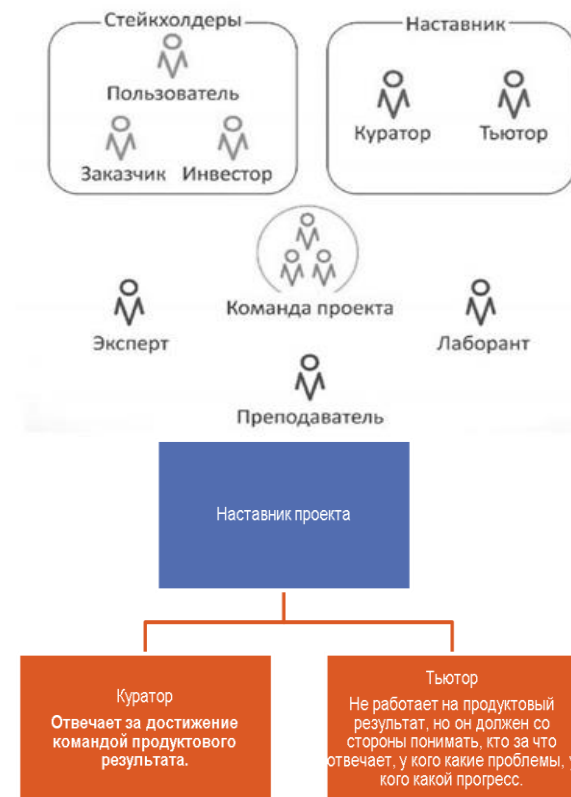 Стейкхолдеры
Наставник
Пользователь
Заказчик Инвестор
Куратор
Тьютор
Команда проекта
Эксперт
Лаборант
Преподаватель
Наставник проекта
Куратор
Отвечает за достижение
командой продуктового
результата.
Тьютор
Не работает на продуктовый
результат, но он должен со
стороны понимать, кто за что
отвечает, у кого какие проблемы, у
кого какой прогресс.